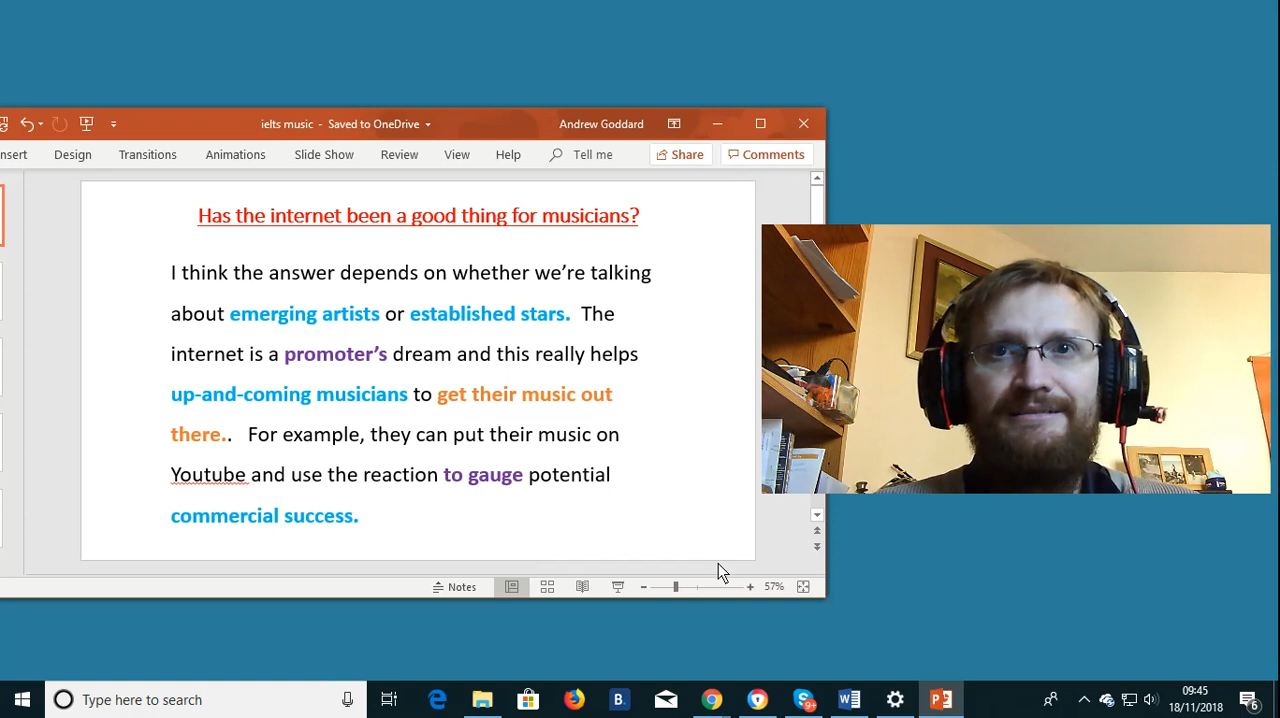 ielts music - Saved to OneDrive
Andrew Goddard
nsert Design Transitions Animations Slide Show Review View Help Tell me Share Comments
Has the internet been a good thing for musicians?
I think the answer depends on whether we’re talking
about emerging artists or established stars. The
internet is a promoter’s dream and this really helps
up-and-coming musicians to get their music out
there.. For example, they can put their music on
Youtube and use the reaction to gauge potential
commercial success.
Notes 57%
Type here to search
B.
9+
09:45
18/11/2018
6